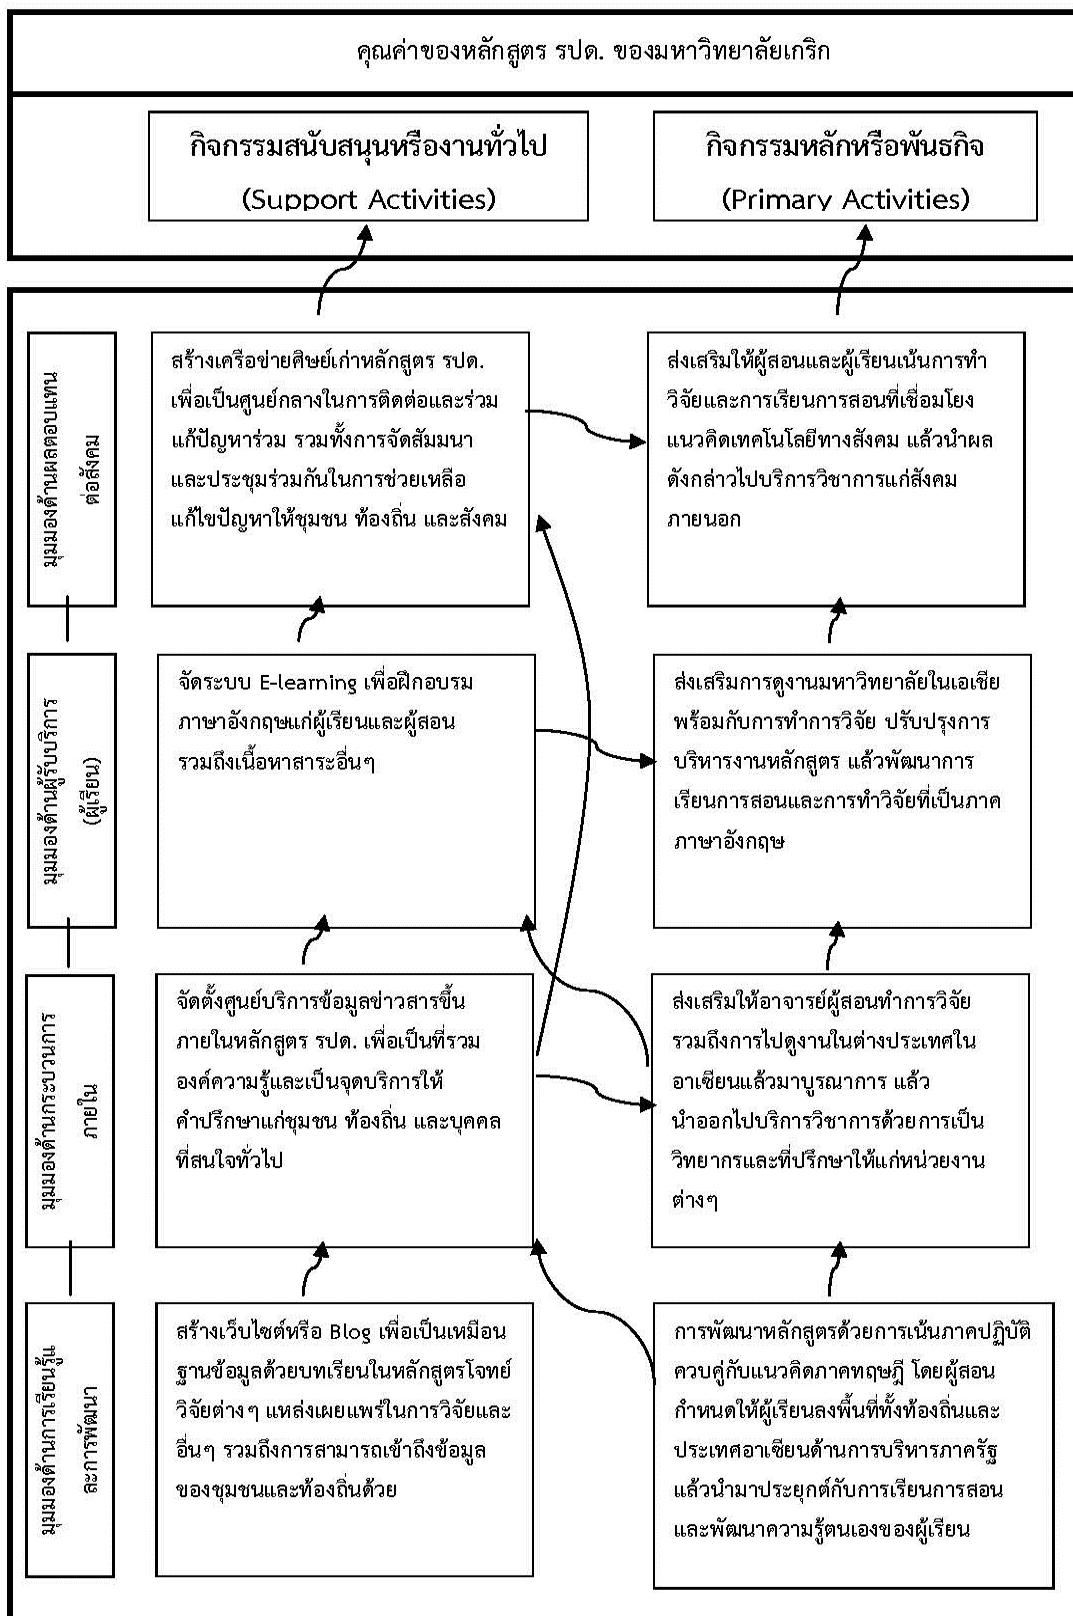 คุณค่าของหลักสูตร รปด. ของมหาวิทยาลัยเกริก
กิจกรรมสนับสนุนหรืองานทั่วไป
(Support Activities)
กิจกรรมหลักหรือพันธกิจ
(Primary Activities)
มุมมองด้านผลตอบแทน
ต่อสังคม
สร้างเครือข่ายศิษย์เก่าหลักสูตร รปด.
เพื่อเป็นศูนย์กลางในการติดต่อและร่วม
แก้ปัญหาร่วม รวมทั้งการจัดสัมมนา
และประชุมร่วมกันในการช่วยเหลือ
แก้ไขปัญหาให้ชุมชน ท้องถิ่น และสังคม
ส่งเสริมให้ผู้สอนและผู้เรียนเน้นการทำ
วิจัยและการเรียนการสอนที่เชื่อมโยง
แนวคิดเทคโนโลยีทางสังคม แล้วนำผล
ดังกล่าวไปบริการวิชาการแก่สังคม
ภายนอก
มุมมองด้านผู้รับบริการ
(ผู้เรียน)
จัดระบบ E-learning เพื่อฝึกอบรม
ภาษาอังกฤษแก่ผู้เรียนและผู้สอน
รวมถึงเนื้อหาสาระอื่นๆ
ส่งเสริมการดูงานมหาวิทยาลัยในเอเชีย
พร้อมกับการทำการวิจัย ปรับปรุงการ
บริหารงานหลักสูตร แล้วพัฒนาการ
เรียนการสอนและการทำวิจัยที่เป็นภาค
ภาษาอังกฤษ
มุมมองด้านกระบวนการ
ภายใน
จัดตั้งศูนย์บริการข้อมูลข่าวสารขึ้น
ภายในหลักสูตร รปด. เพื่อเป็นที่รวม
องค์ความรู้และเป็นจุดบริการให้
คำปรึกษาแก่ชุมชน ท้องถิ่น และบุคคล
ที่สนใจทั่วไป
ส่งเสริมให้อาจารย์ผู้สอนทำการวิจัย
รวมถึงการไปดูงานในต่างประเทศใน
อาเซียนแล้วมาบูรณาการ แล้ว
นำออกไปบริการวิชาการด้วยการเป็น
วิทยากรและที่ปรึกษาให้แก่หน่วยงาน
ต่างๆ
มุมมองด้านการเรียนรู้แ
ละการพัฒนา
สร้างเว็บไซต์หรือ Blog เพื่อเป็นเหมือน
ฐานข้อมูลด้วยบทเรียนในหลักสูตรโจทย์
วิจัยต่างๆ แหล่งเผยแพร่ในการวิจัยและ
อื่นๆ รวมถึงการสามารถเข้าถึงข้อมูล
ของชุมชนและท้องถิ่นด้วย
การพัฒนาหลักสูตรด้วยการเน้นภาคปฏิบัติ
ควบคู่กับแนวคิดภาคทฤษฎี โดยผู้สอน
กำหนดให้ผู้เรียนลงพื้นที่ทั้งท้องถิ่นและ
ประเทศอาเซียนด้านการบริหารภาครัฐ
แล้วนำมาประยุกต์กับการเรียนการสอน
และพัฒนาความรู้ตนเองของผู้เรียน